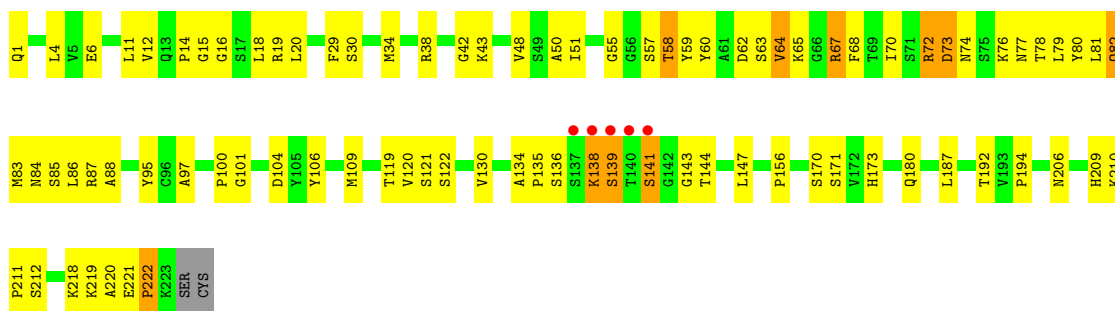 Q1 L4 V5 E6 L11 V12 Q13 P14 G15 G16 S17 L18 R19 L20 F29 S30 M34 R38 G42 K43 V48 S49 A50 I51 G55 G56 S57 T58 Y59 Y60 A61 D62 S63 V64 K65 G66 R67 F68 T69 I70 S71 R72 D73 N74 S75 K76 N77 T78 L79 Y80 L81
M83 N84 S85 L86 R87 A88 Y95 C96 A97 P100 G101 D104 Y105 Y106 M109 T119 V120 S121 S122 V130 A134 P135 S136 S137 K138 S139 T140 S141 G142 G143 T144 L147 P156 S170 S171 V172 H173 Q180 L187 T192 V193 P194 N206 H209
P211 S212 K218 K219 A220 E221 P222 K223 SER CYS